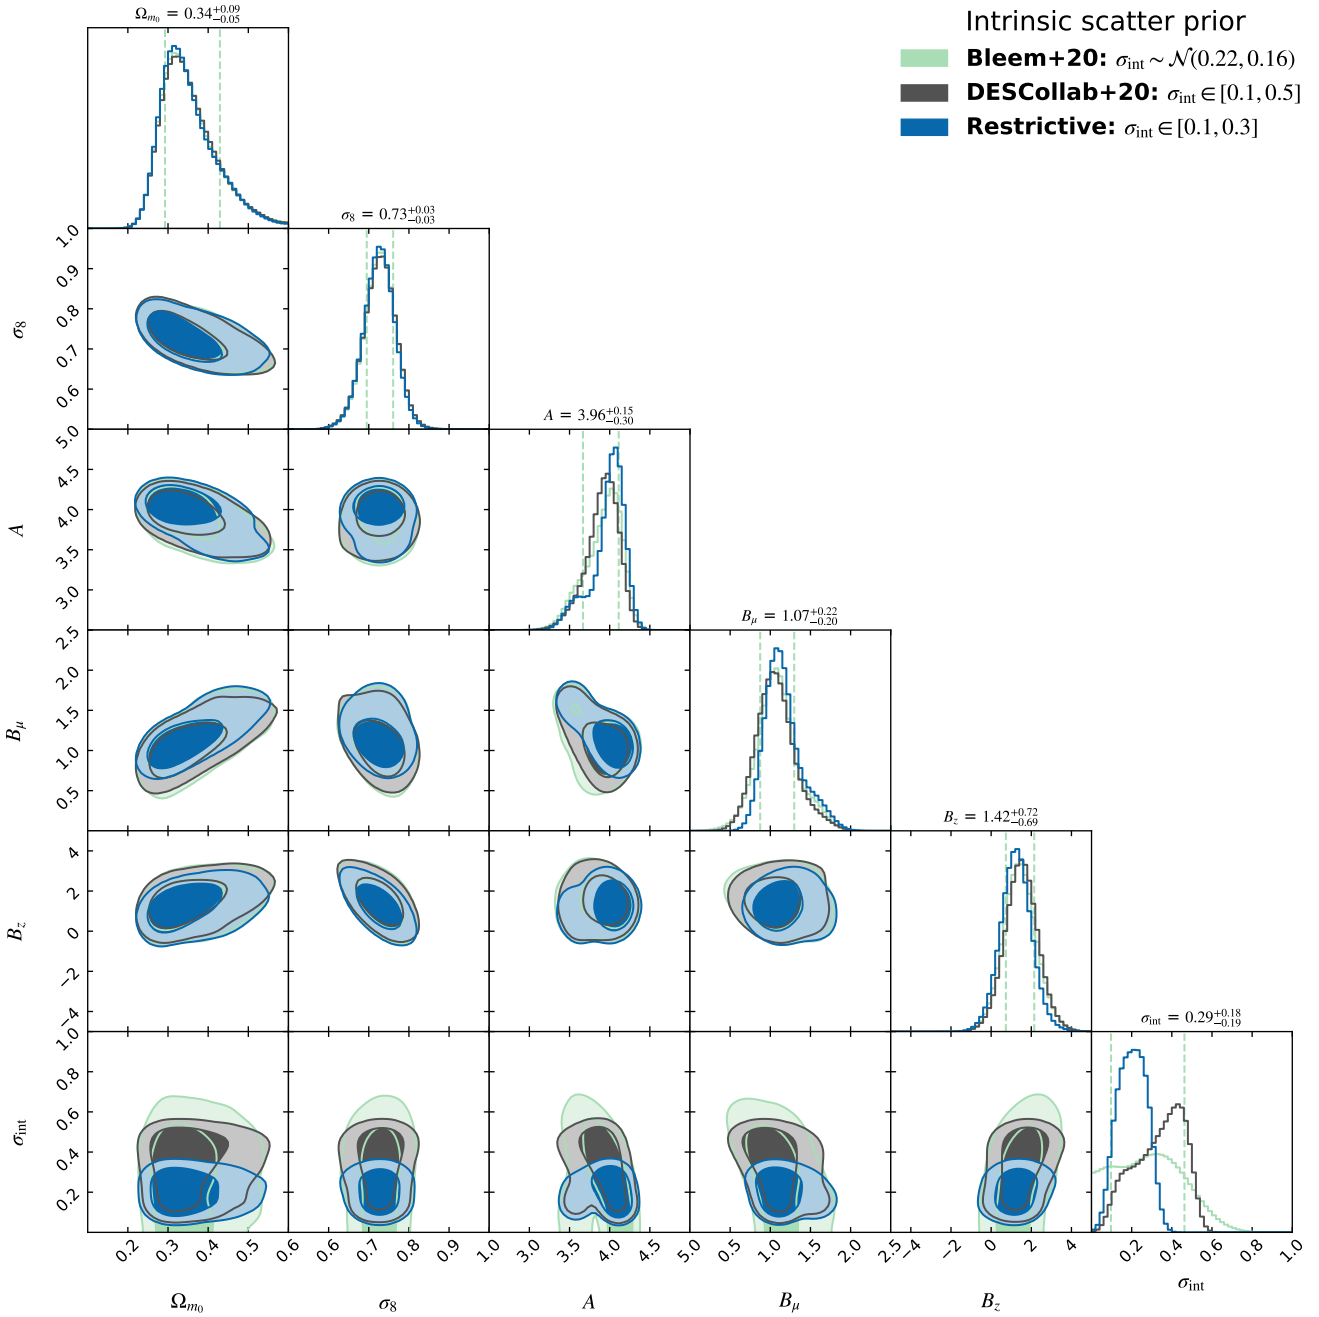 Ωm0 = 0.34+0.09−0.05
Intrinsic scatter prior
Bleem+20: σint ~ 𝒩(0.22, 0.16)
DESCollab+20: σint ∈ [0.1, 0.5]
Restrictive: σint ∈ [0.1, 0.3]
σ8 = 0.73+0.03−0.03
1.0
0.9
0.8
0.7
0.6
σ8
A = 3.96+0.15−0.30
5.0
4.5
4.0
3.5
3.0
A
Bμ = 1.07+0.22−0.20
2.5
2.0
1.5
1.0
0.5
Bμ
Bz = 1.42+0.72−0.69
4
2
0
−2
−4
Bz
σint = 0.29+0.18−0.19
1.0
0.8
0.6
0.4
0.2
σint
0.2 0.3 0.4 0.5 0.6 0.7 0.8 0.9 1.0 3.0 3.5 4.0 4.5 5.0 0.5 1.0 1.5 2.0 2.5 −4 −2 0 2 4 0.2 0.4 0.6 0.8 1.0
Ωm0 σ8 A Bμ Bz σint